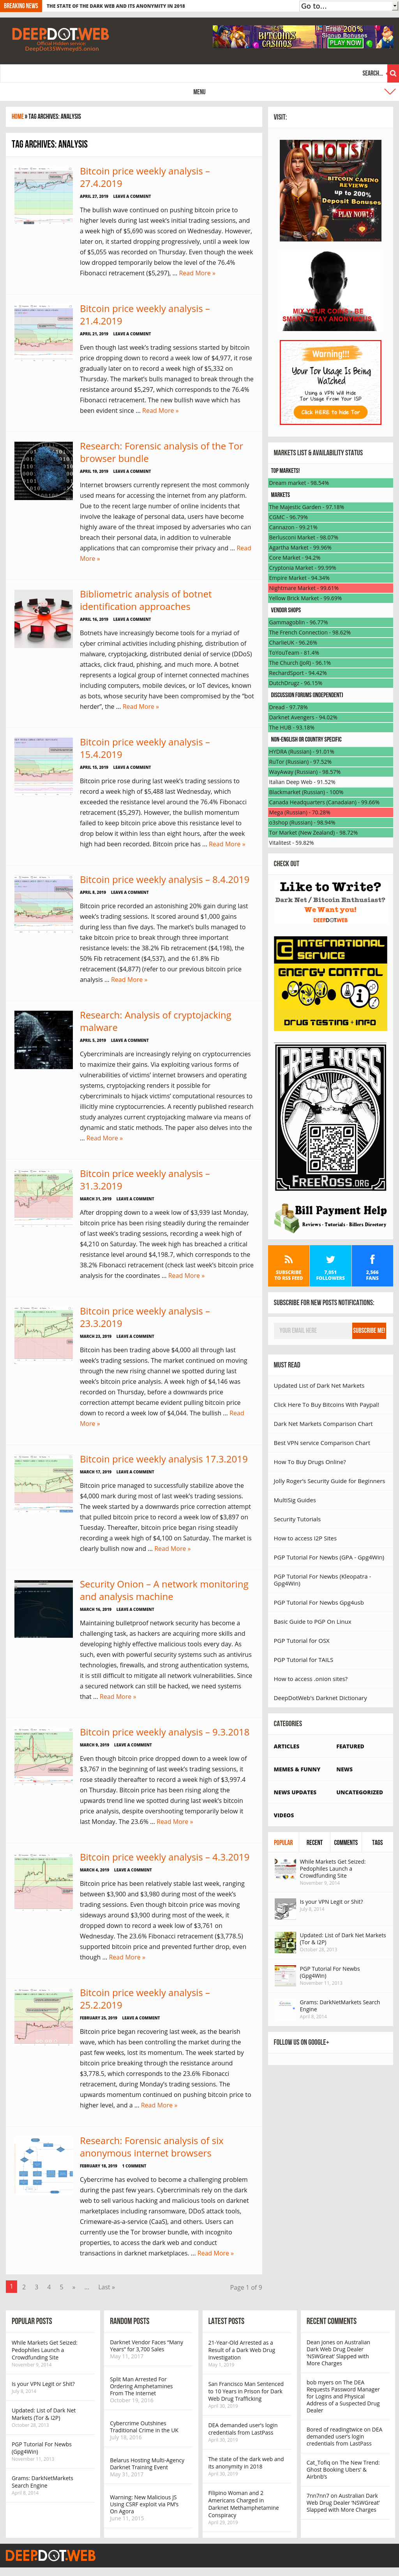 BREAKING NEWS THE STATE OF THE DARK WEB AND ITS ANONYMITY IN 2018
Go to...
DEEPDOTWEB
Official Hidden service:
BITCOIN CASINOS
Free 200% Signup Bonuses
PLAY NOW!
SEARCH...
MENU
HOME » TAG ARCHIVES: ANALYSIS
TAG ARCHIVES: ANALYSIS
Bitcoin price weekly analysis –
27.4.2019
APRIL 27, 2019 LEAVE A COMMENT
The bullish wave continued on pushing bitcoin price to
higher levels during last week's initial trading sessions, and
a week high of $5,690 was scored on Wednesday. However,
later on, it started dropping progressively, until a week low
of $5,055 was recorded on Thursday. Even though the week
low dropped temporarily below the level of the 76.4%
Fibonacci retracement ($5,297), ... Read More »
Bitcoin price weekly analysis –
21.4.2019
APRIL 21, 2019 LEAVE A COMMENT
Even though last week's trading sessions started by bitcoin
price dropping down to record a week low of $4,977, it rose
gradually later on to record a week high of $5,332 on
Thursday. The market's bulls managed to break through the
resistance around $5,297, which corresponds to the 76.4%
Fibonacci retracement. The new bullish wave, which has
been evident since ... Read More »
Research: Forensic analysis of the Tor
browser bundle
APRIL 19, 2019 LEAVE A COMMENT
Internet browsers currently represent the most commonly
used means for accessing the internet via any platform.
Due to the recent large number of online incidents that
involve the leakage of personal data, users have become
highly aware of the threat imposed by adversaries who can
breach their personal data, in addition to vulnerable
applications that can compromise their privacy and ... Read
More »
Bibliometric analysis of botnet
identification approaches
APRIL 16, 2019 LEAVE A COMMENT
Botnets have increasingly become tools for a myriad of
cyber criminal activities including phishing, cyberattacks,
cryptojacking, distributed denial of service (DDoS)
attacks, click fraud, spamming, and much more. A botnet
represents a type of logical network of compromised
computers, mobile devices, or IoT devices, known
as bots, whose security have been compromised by the "bot
herder", who ... Read More »
Bitcoin price weekly analysis –
15.4.2019
APRIL 15, 2019 LEAVE A COMMENT
Bitcoin price rose during last week's trading sessions to
record a week high of $5,488 last Wednesday, which
pushed price above the resistance level around the 76.4% Fibonacci
retracement ($5,297). However, the bullish momentum
failed to keep bitcoin price above this resistance level to
drop below it within less than eight hours, after the week
high had been recorded. Bitcoin price has ... Read More »
Bitcoin price weekly analysis – 8.4.2019
APRIL 8, 2019 LEAVE A COMMENT
Bitcoin price recorded an astonishing 20% gain during last
week's trading sessions. It scored around $1,000 gains
during less than five days. The market's bulls managed to
take bitcoin price to break through three important
resistance levels: the 38.2% Fib retracement ($4,198), the
50% Fib retracement ($4,537), and the 61.8% Fib
retracement ($4,877) (refer to our previous bitcoin price
analysis ... Read More »
Research: Analysis of cryptojacking
malware
APRIL 5, 2019 LEAVE A COMMENT
Cybercriminals are increasingly relying on cryptocurrencies
to maximize their gains. Via exploiting various forms of
vulnerabilities of victims' internet browsers and operating
systems, cryptojacking renders it possible for
cybercriminals to hijack victims' computational resources to
illicitly mine cryptocurrencies. A recently published research
study analyzes current cryptojacking malware via means of
dynamic and static methods. The paper also delves into the
... Read More »
Bitcoin price weekly analysis –
31.3.2019
MARCH 31, 2019 LEAVE A COMMENT
After dropping down to a week low of $3,939 last Monday,
bitcoin price has been rising steadily over the remainder
of last week's trading sessions, recording a week high of
$4,210 on Saturday. The week high has breached a critical
resistance level around $4,198.7, which corresponds to the
38.2% Fibonacci retracement (check last week's bitcoin price
analysis for the coordinates ... Read More »
Bitcoin price weekly analysis –
23.3.2019
MARCH 23, 2019 LEAVE A COMMENT
Bitcoin has been trading above $4,000 all through last
week's trading sessions. The market continued on moving
through the new rising channel we spotted during last
week's bitcoin price analysis. A week high of $4,146 was
recorded on Thursday, before a downwards price
correction attempt became evident pulling bitcoin price
down to record a week low of $4,044. The bullish ... Read
More »
Bitcoin price weekly analysis 17.3.2019
MARCH 17, 2019 LEAVE A COMMENT
Bitcoin price managed to successfully stabilize above the
$4,000 mark during most of last week's trading sessions.
The week started by a downwards price correction attempt
that pulled bitcoin price to record a week low of $3,897 on
Tuesday. Thereafter, bitcoin price began rising steadily
recording a week high of $4,100 on Saturday. The market is
clearly bullish now and ... Read More »
Security Onion – A network monitoring
and analysis machine
MARCH 16, 2019 LEAVE A COMMENT
Maintaining bulletproof network security has become a
challenging task, as hackers are acquiring more skills and
are developing highly effective malicious tools every day. As
such, even with powerful security systems such as antivirus
technologies, firewalls, and strong authentication systems,
it is still difficult to mitigate all network vulnerabilities. Since
a secured network can still be hacked, we need systems
that ... Read More »
Bitcoin price weekly analysis – 9.3.2018
MARCH 9, 2019 LEAVE A COMMENT
Even though bitcoin price dropped down to a week low of
$3,767 in the beginning of last week's trading sessions, it
rose steadily thereafter to record a week high of $3,997.4
on Thursday. Bitcoin price has been rising along the
upwards trend line we spotted during last week's bitcoin
price analysis, despite overshooting temporarily below it
last Monday. The 23.6% ... Read More »
Bitcoin price weekly analysis – 4.3.2019
MARCH 4, 2019 LEAVE A COMMENT
Bitcoin price has been relatively stable last week, ranging
between $3,900 and $3,980 during most of the week's
trading sessions. Even though bitcoin price was moving
sideways around $3,900 during most of the week, it
dropped down to record a week low of $3,761 on
Wednesday. The 23.6% Fibonacci retracement ($3,778.5)
supported bitcoin price and prevented further drop, even
though ... Read More »
Bitcoin price weekly analysis –
25.2.2019
FEBRUARY 25, 2019 LEAVE A COMMENT
Bitcoin price began recovering last week, as the bearish
wave, which has been controlling the market during the
past few weeks, lost its momentum. The week started by
bitcoin price breaking through the resistance around
$3,778.5, which corresponds to the 23.6% Fibonacci
retracement, during Monday's trading sessions. The
upwards momentum continued on pushing bitcoin price to
higher level, and a ... Read More »
Research: Forensic analysis of six
anonymous internet browsers
FEBRUARY 18, 2019 1 COMMENT
Cybercrime has evolved to become a challenging problem
during the past few years. Cybercriminals rely on the dark
web to sell out various hacking and malicious tools on darknet
marketplaces including ransomware, DDoS attack tools,
Crimeware-as-a-service (CaaS), and others. Users can
currently use the Tor browser bundle, with incognito
properties, to access the dark web and conduct
transactions in darknet marketplaces. ... Read More »
1 2 3 4 5 » ... Last » Page 1 of 9
VISIT:
SLOTS
BITCOIN CASINO REVIEWS
up to 200% Deposit Bonuses
PLAY NOW!
MIX YOUR COINS - BE SMART, STAY ANONYMOUS
Warning!!!
Your Tor Usage Is Being Watched
Using a VPN Will Hide Tor Usage From Your ISP
Click HERE to hide Tor
MARKETS LIST & AVAILABILITY STATUS
TOP MARKETS!
Dream market - 98.54%
MARKETS
The Majestic Garden - 97.18%
CGMC - 96.79%
Cannazon - 99.21%
Berlusconi Market - 98.07%
Agartha Market - 99.96%
Core Market - 94.2%
Cryptonia Market - 99.99%
Empire Market - 94.34%
Nightmare Market - 99.61%
Yellow Brick Market - 99.69%
VENDOR SHOPS
Gammagoblin - 96.77%
The French Connection - 98.62%
CharlieUK - 96.26%
ToYouTeam - 81.4%
The Church (JoR) - 96.1%
RechardSport - 94.42%
DutchDrugz - 96.15%
DISCUSSION FORUMS (INDEPENDENT)
Dread - 97.78%
Darknet Avengers - 94.02%
The HUB - 93.18%
NON-ENGLISH OR COUNTRY SPECIFIC
HYDRA (Russian) - 91.01%
RuTor (Russian) - 97.52%
WayAway (Russian) - 98.57%
Italian Deep Web - 91.52%
Blackmarket (Russian) - 100%
Canada Headquarters (Canadaian) - 99.66%
Mega (Russian) - 70.28%
o3shop (Russian) - 98.94%
Tor Market (New Zealand) - 98.72%
Vitalitest - 59.82%
CHECK OUT
Like to Write?
Dark Net / Bitcoin Enthusiast?
We Want you!
DEEPDOTWEB
INTERNATIONAL SERVICE
ENERGY CONTROL
DRUG TESTING + INFO
FREE ROSS
FREEROSS.ORG
Bill Payment Help
Reviews - Tutorials - Billers Directory
SUBSCRIBE TO RSS FEED
7,051 FOLLOWERS
2,566 FANS
SUBSCRIBE FOR NEW POSTS NOTIFICATIONS:
YOUR EMAIL HERE SUBSCRIBE ME!
MUST READ
Updated List of Dark Net Markets
Click Here To Buy Bitcoins With Paypal!
Dark Net Markets Comparison Chart
Best VPN service Comparison Chart
How To Buy Drugs Online?
Jolly Roger's Security Guide for Beginners
MultiSig Guides
Security Tutorials
How to access I2P Sites
PGP Tutorial For Newbs (GPA - Gpg4Win)
PGP Tutorial For Newbs (Kleopatra -
Gpg4Win)
PGP Tutorial For Newbs Gpg4usb
Basic Guide to PGP On Linux
PGP Tutorial for OSX
PGP Tutorial for TAILS
How to access .onion sites?
DeepDotWeb's Darknet Dictionary
CATEGORIES
ARTICLES FEATURED
MEMES & FUNNY NEWS
NEWS UPDATES UNCATEGORIZED
VIDEOS
POPULAR RECENT COMMENTS TAGS
While Markets Get Seized:
Pedophiles Launch a
Crowdfunding Site
November 9, 2014
Is your VPN Legit or Shit?
July 8, 2014
Updated: List of Dark Net Markets
(Tor & I2P)
October 28, 2013
PGP Tutorial For Newbs
(Gpg4Win)
November 11, 2013
Grams: DarkNetMarkets Search
Engine
April 8, 2014
FOLLOW US ON GOOGLE+
POPULAR POSTS
While Markets Get Seized:
Pedophiles Launch a
Crowdfunding Site
November 9, 2014
Is your VPN Legit or Shit?
July 8, 2014
Updated: List of Dark Net
Markets (Tor & I2P)
October 28, 2013
PGP Tutorial For Newbs
(Gpg4Win)
November 11, 2013
Grams: DarkNetMarkets
Search Engine
April 8, 2014
RANDOM POSTS
Darknet Vendor Faces “Many
Years” for 3,700 Sales
May 11, 2017
Split Man Arrested For
Ordering Amphetamines
From The Internet
October 19, 2016
Cybercrime Outshines
Traditional Crime in the UK
July 18, 2016
Belarus Hosting Multi-Agency
Darknet Training Event
May 31, 2017
Warning: New Malicious JS
Using CSRF exploit via PM's
On Agora
June 11, 2015
LATEST POSTS
21-Year-Old Arrested as a
Result of a Dark Web Drug
Investigation
May 1, 2019
San Francisco Man Sentenced
to 10 Years in Prison for Dark
Web Drug Trafficking
April 30, 2019
DEA demanded user's login
credentials from LastPass
April 30, 2019
The state of the dark web and
its anonymity in 2018
April 30, 2019
Filipino Woman and 2
Americans Charged in
Darknet Methamphetamine
Conspiracy
April 29, 2019
RECENT COMMENTS
Dean Jones on Australian
Dark Web Drug Dealer
‘NSWGreat’ Slapped with
More Charges
bob myers on The DEA
Requests Password Manager
for Logins and Physical
Address of a Suspected Drug
Dealer
Bored of readingtwice on DEA
demanded user's login
credentials from LastPass
Cat_Tofiq on The New Trend:
Ghost Booking Ubers' &
Airbnb's
7nn7nn7 on Australian Dark
Web Drug Dealer ‘NSWGreat’
Slapped with More Charges
DEEPDOTWEB